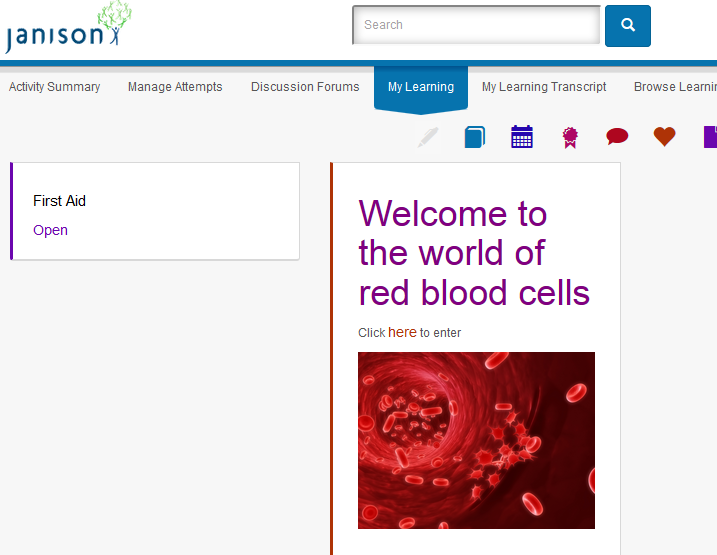 janison
Search
Activity Summary Manage Attempts Discussion Forums My Learning My Learning Transcript Browse Learnin
First Aid
Open
Welcome to
the world of
red blood cells
Click here to enter